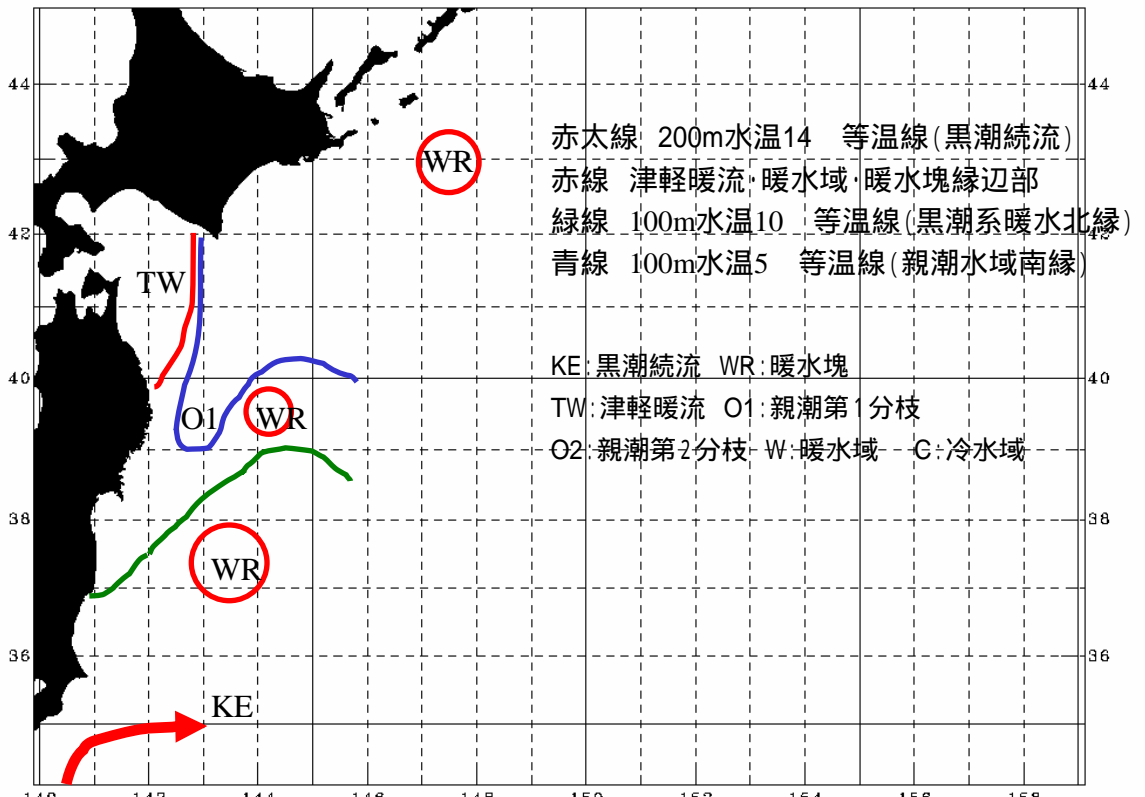 44
44
WR
赤太線 200m水温14 等温線(黒潮続流)
赤線 津軽暖流・暖水域・暖水塊縁辺部
緑線 100m水温10 等温線(黒潮系暖水北縁)
42
青線 100m水温5 等温線(親潮水域南縁)
TW
KE:黒潮続流 WR:暖水塊
40
40
TW:津軽暖流 O1:親潮第1分枝
O1
WR
O2:親潮第2分枝 W:暖水域 C:冷水域
38
38
WR
36
36
KE